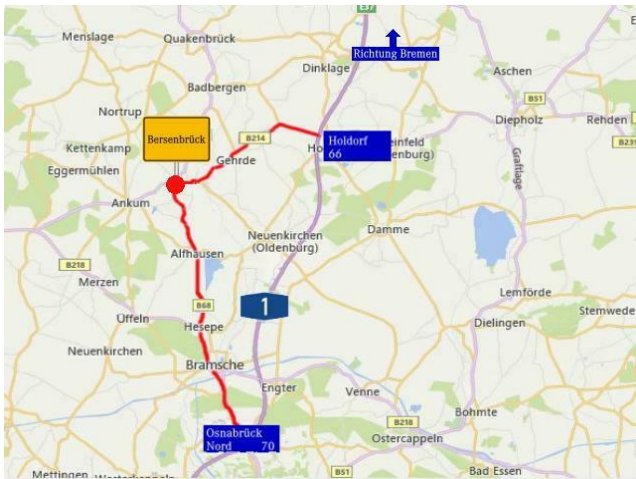 E37
Menslage
Quakenbrück
Richtung Bremen
Dinklage
Aschen
Badbergen
B51
Nortrup
Diepholz
Rehden
Bersenbrück
B214
Holdorf
66
Kettenkamp
Gehrde
Eggermühlen
Ankum
Damme
Graftlage
Neuenkirchen
(Oldenburg)
Alfhausen
B218
Merzen
Lemförde
1
B68
Stemwede
Üffeln
Hesepe
Dielingen
Neuenkirchen
Bramsche
Engter
Venne
Bohmte
B218
Osnabrück
Nord 70
Ostercappeln
Mettingen
B51
Bad Essen